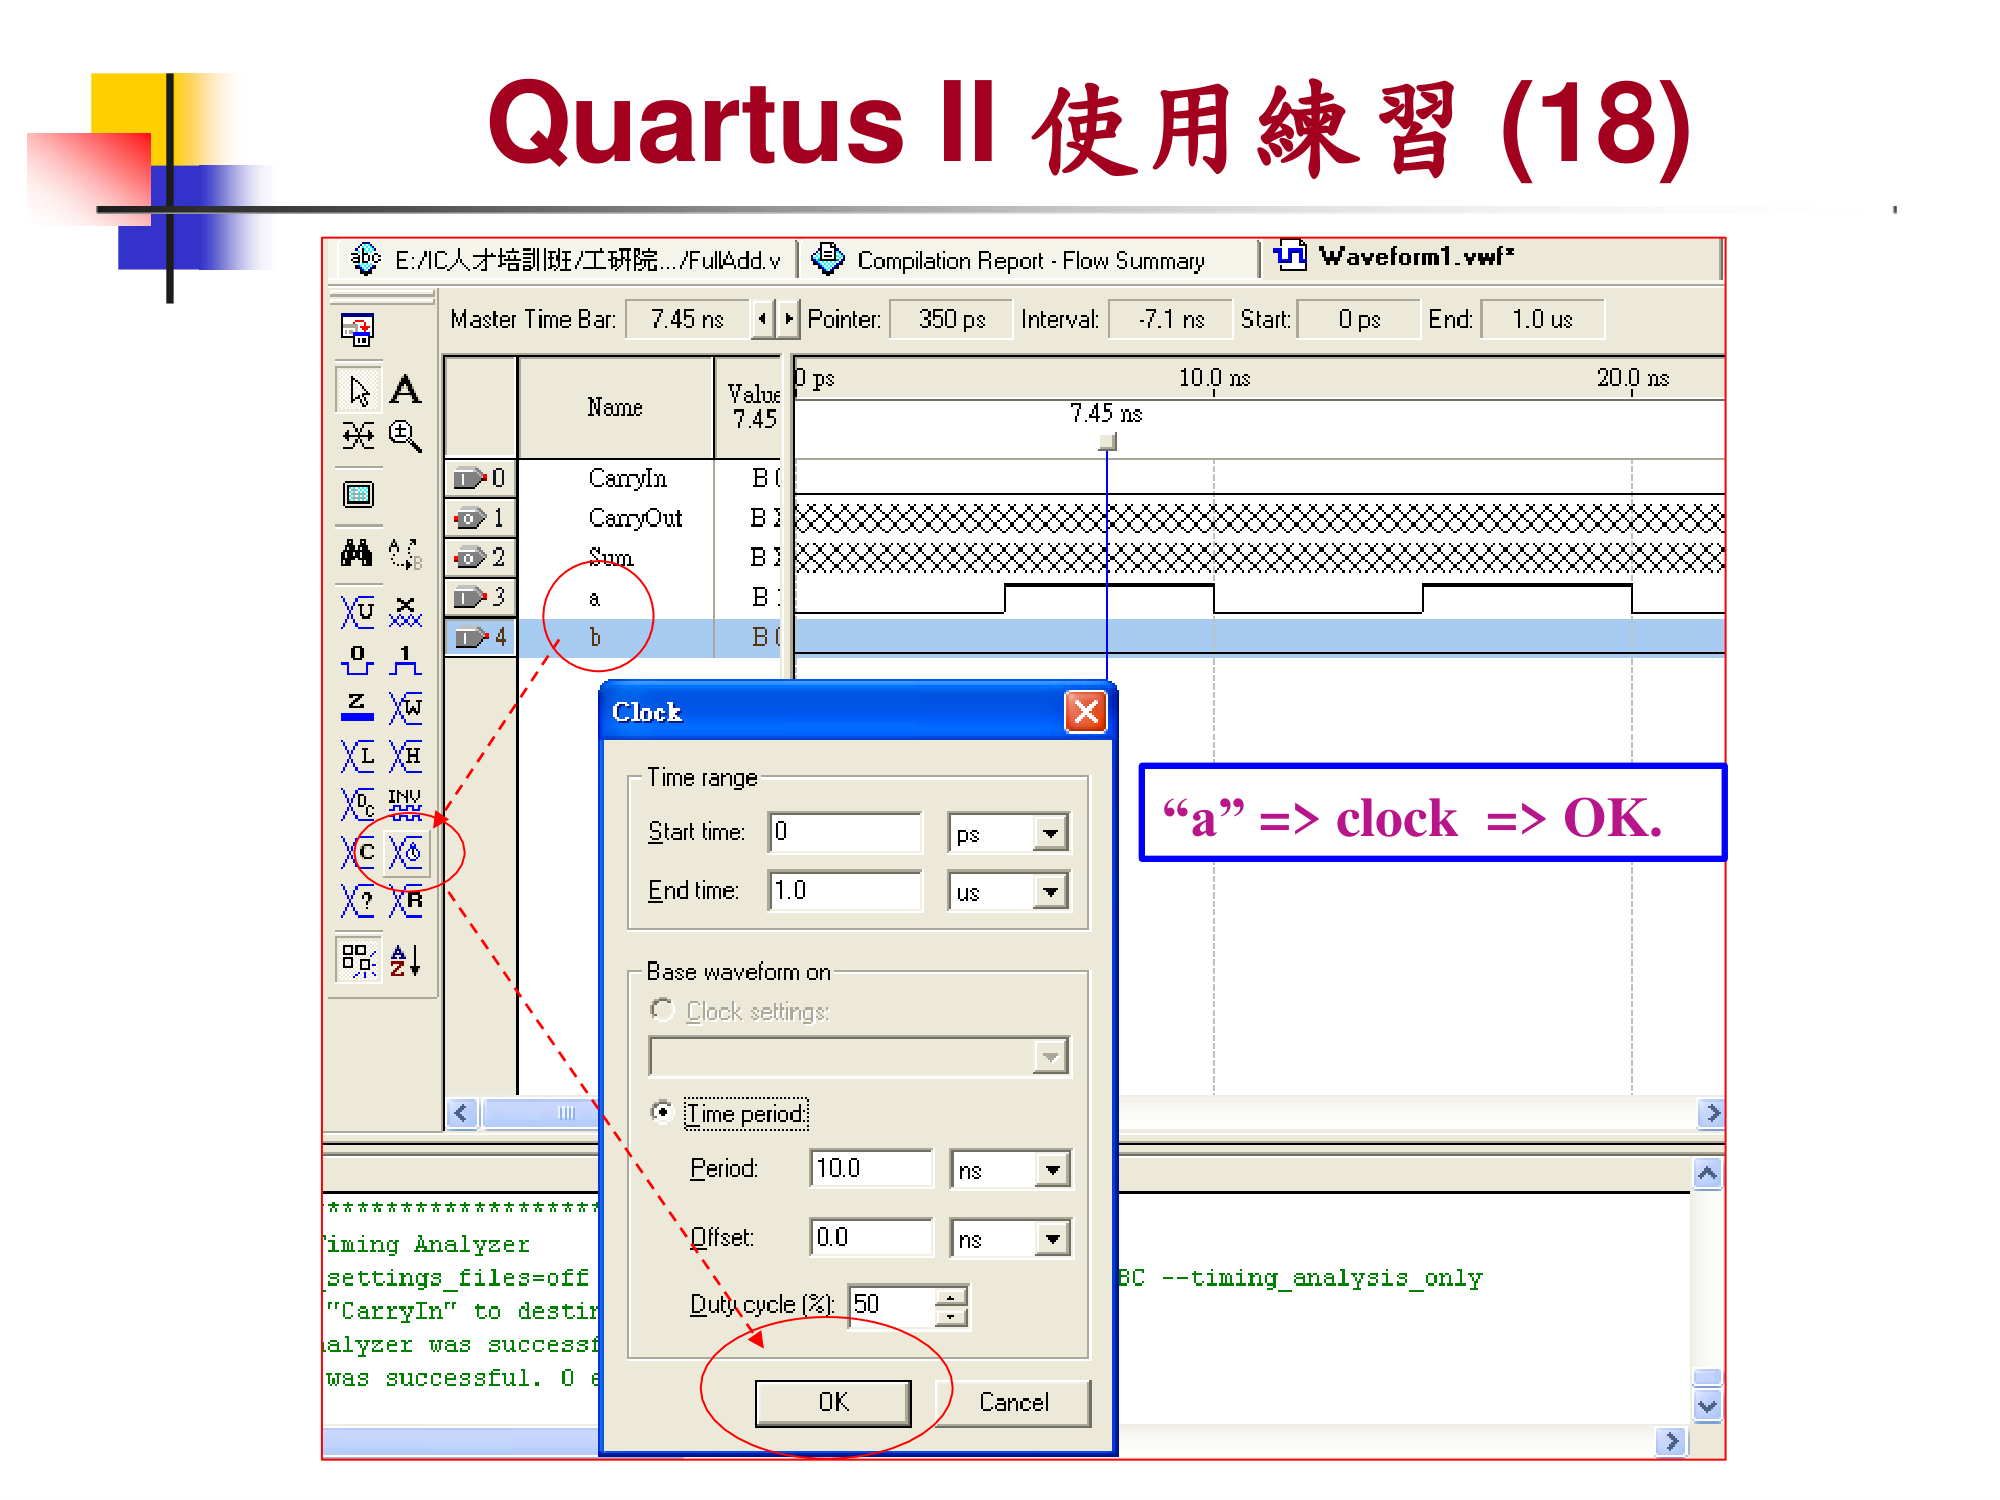 Quartus II 使用練習 (18)
E:/IC人才培訓班/工研院.../FullAdd.v
Compilation Report - Flow Summary
Waveform1.vwf*
Master Time Bar: 7.45 ns Pointer: 350 ps Interval: -7.1 ns Start: 0 ps End: 1.0 us
Name
Value
7.45
0 ps 10.0 ns 20.0 ns
7.45 ns
0 CarryIn B
1 CarryOut B
2 Sum B
3 a B
4 b B
Clock
Time range
Start time: 0 ps
End time: 1.0 us
Base waveform on
Clock settings:
Time period:
Period: 10.0 ns
Offset: 0.0 ns
Duty cycle (%): 50
OK Cancel
“a” => clock => OK.
*******************
iming Analyzer
_settings_files=off BC --timing_analysis_only
"CarryIn" to destin
alyzer was successf
was successful. 0 e